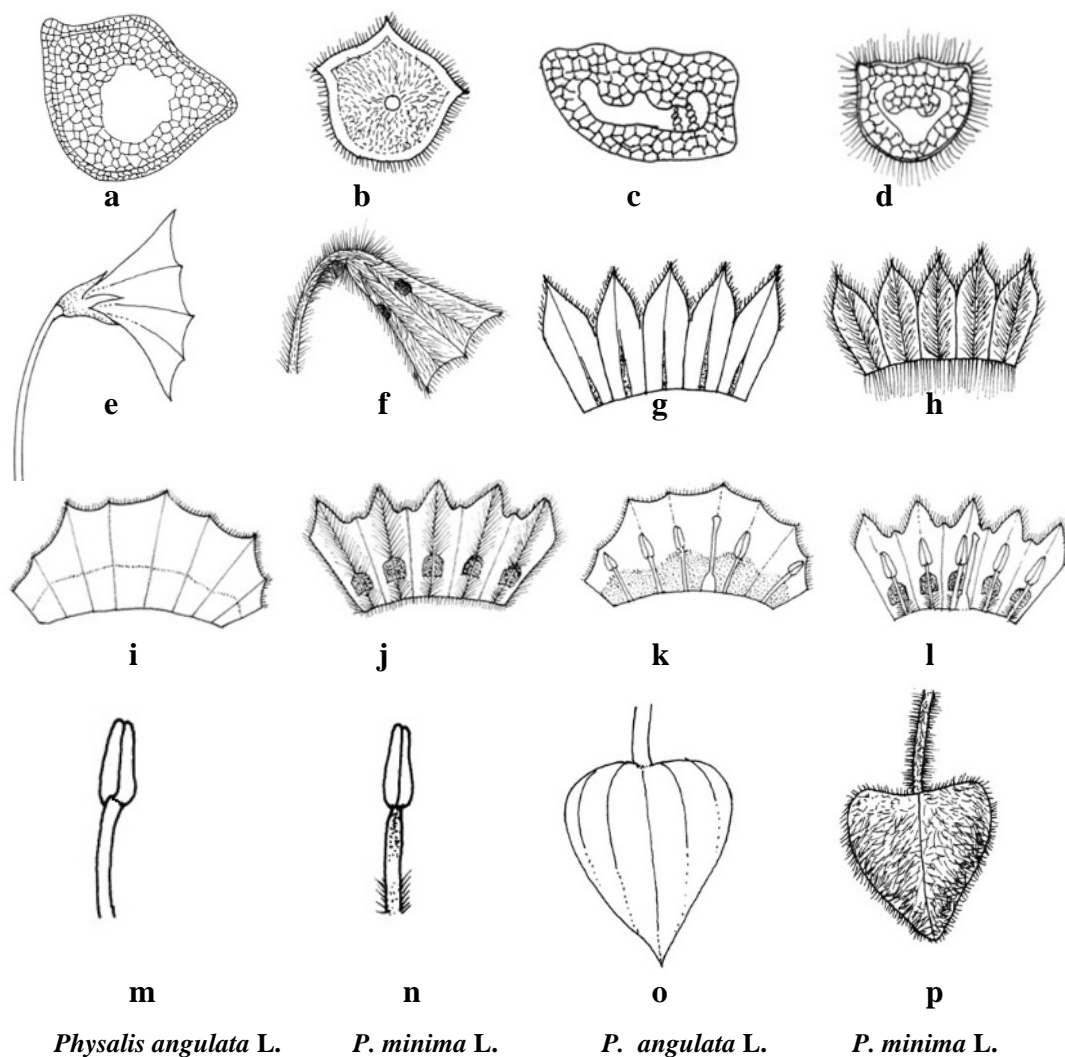 a b c d
e f g h
i j k l
m n o p
Physalis angulata L. P. minima L. P. angulata L. P. minima L.